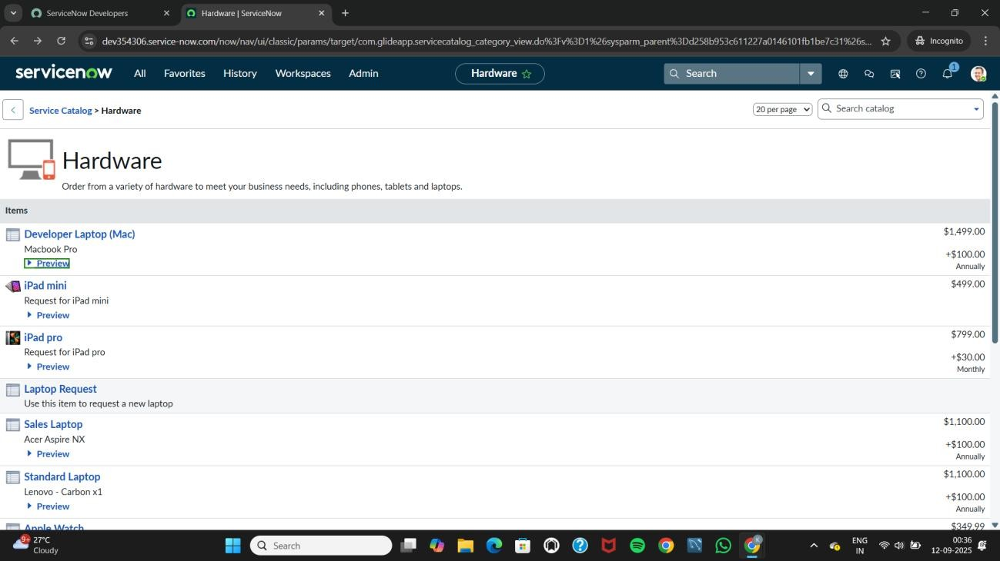 ServiceNow Developers
Hardware | ServiceNow
dev354306.service-now.com/now/nav/ui/classic/params/target/com.glideapp.servicecatalog_category_view.do%3Fv%3D1%26sysparm_parent%3Dd258b953c611227a0146101fb1be7c31%26s...
Incognito
servicenow
All
Favorites
History
Workspaces
Admin
Hardware
Search
1
Service Catalog > Hardware
20 per page
Search catalog
Hardware
Order from a variety of hardware to meet your business needs, including phones, tablets and laptops.
Items
Developer Laptop (Mac)
$1,499.00
Macbook Pro
+$100.00
Preview
Annually
iPad mini
$499.00
Request for iPad mini
Preview
iPad pro
$799.00
Request for iPad pro
+$30.00
Preview
Monthly
Laptop Request
Use this item to request a new laptop
Sales Laptop
$1,100.00
Acer Aspire NX
+$100.00
Preview
Annually
Standard Laptop
$1,100.00
Lenovo - Carbon x1
+$100.00
Preview
Annually
Apple Watch
$349.99
9+
27°C
Cloudy
Search
K
ENG
IN
00:36
12-09-2025